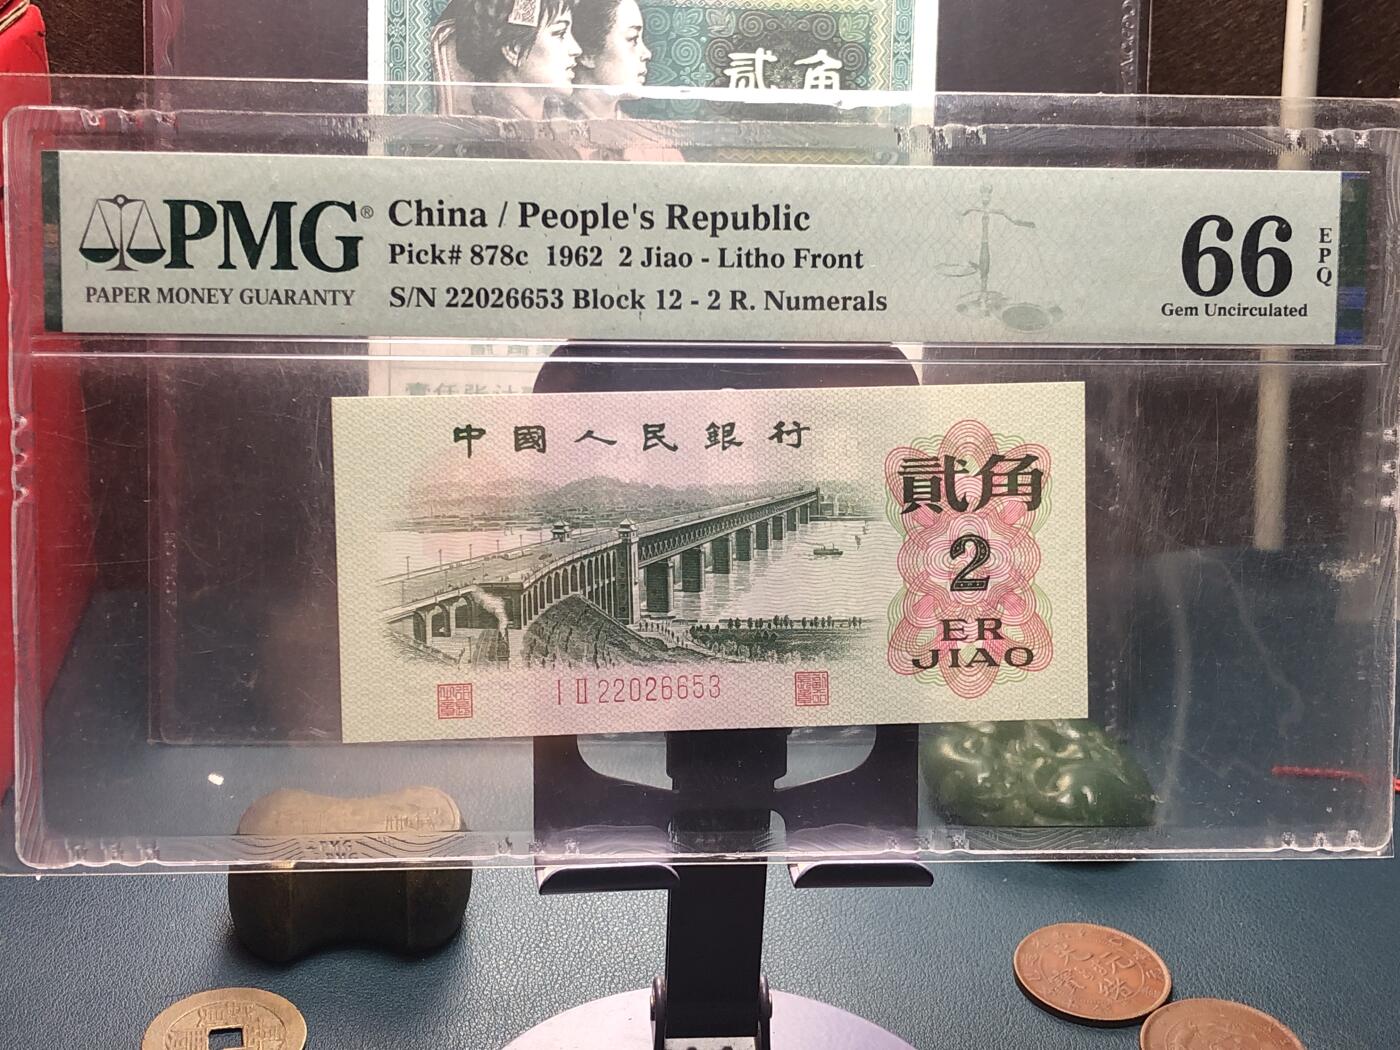 貳角
PMG®
PAPER MONEY GUARANTY
China / People's Republic
Pick# 878c 1962 2 Jiao - Litho Front
S/N 22026653 Block 12 - 2 R. Numerals
66
EPQ
Gem Uncirculated
中國人民銀行
貳角
2
ER
JIAO
I II 22026653